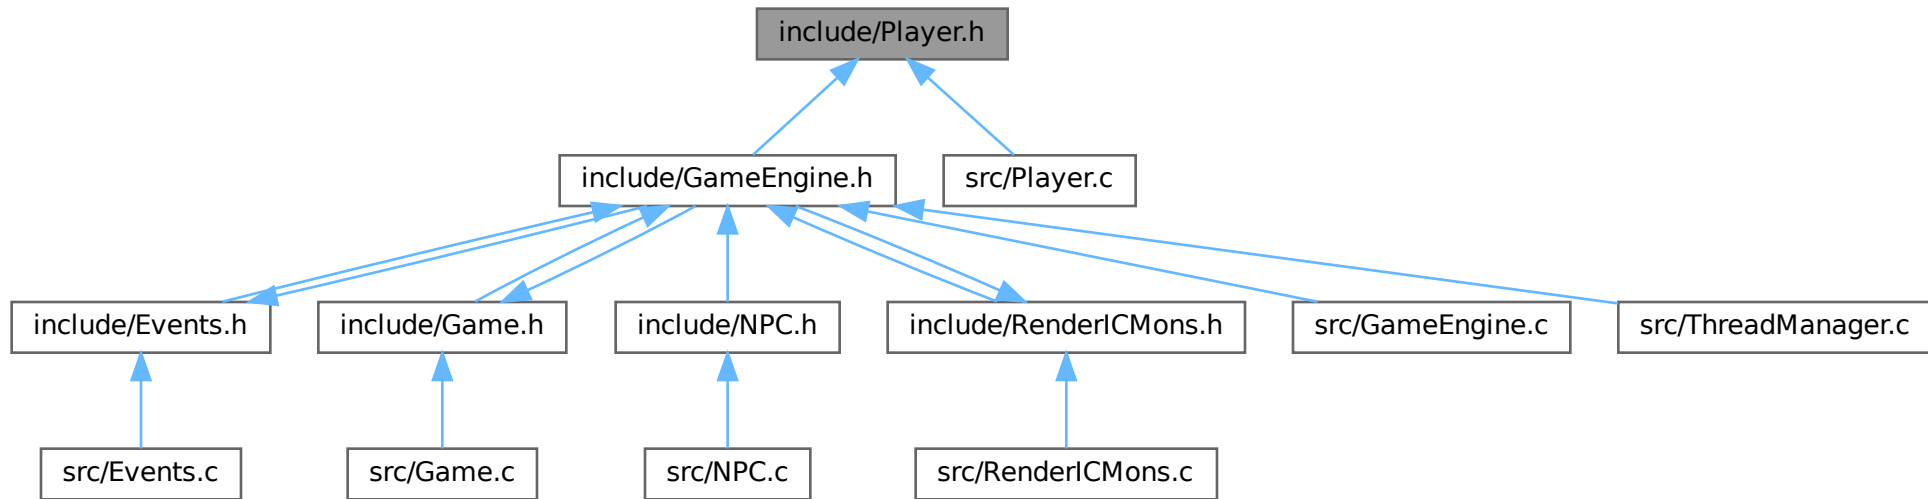 include/Player.h
include/GameEngine.h
src/Player.c
include/Events.h
include/Game.h
include/NPC.h
include/RenderICMons.h
src/GameEngine.c
src/ThreadManager.c
src/Events.c
src/Game.c
src/NPC.c
src/RenderICMons.c